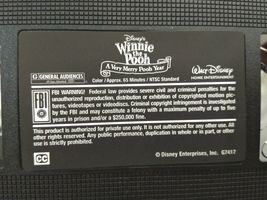 Disney's
Winnie
the
Pooh
A Very Merry Pooh Year
G GENERAL AUDIENCES
Color / Approx. 65 Minutes / NTSC Standard
WALT DISNEY
HOME ENTERTAINMENT
FBI
FBI WARNING! Federal law provides severe civil and criminal penalties for the
unauthorized reproduction, distribution or exhibition of copyrighted motion pic-
tures, videotapes or videodiscs. Criminal copyright infringement is investigated
by the FBI and may constitute a felony with a maximum penalty of up to five
years in prison and/or a $250,000 fine.
This product is authorized for private use only. It is not authorized for any other use. All
other rights reserved. Any public performance, duplication in whole or in part, or other
use is strictly prohibited.
CC
© Disney Enterprises, Inc. G2417